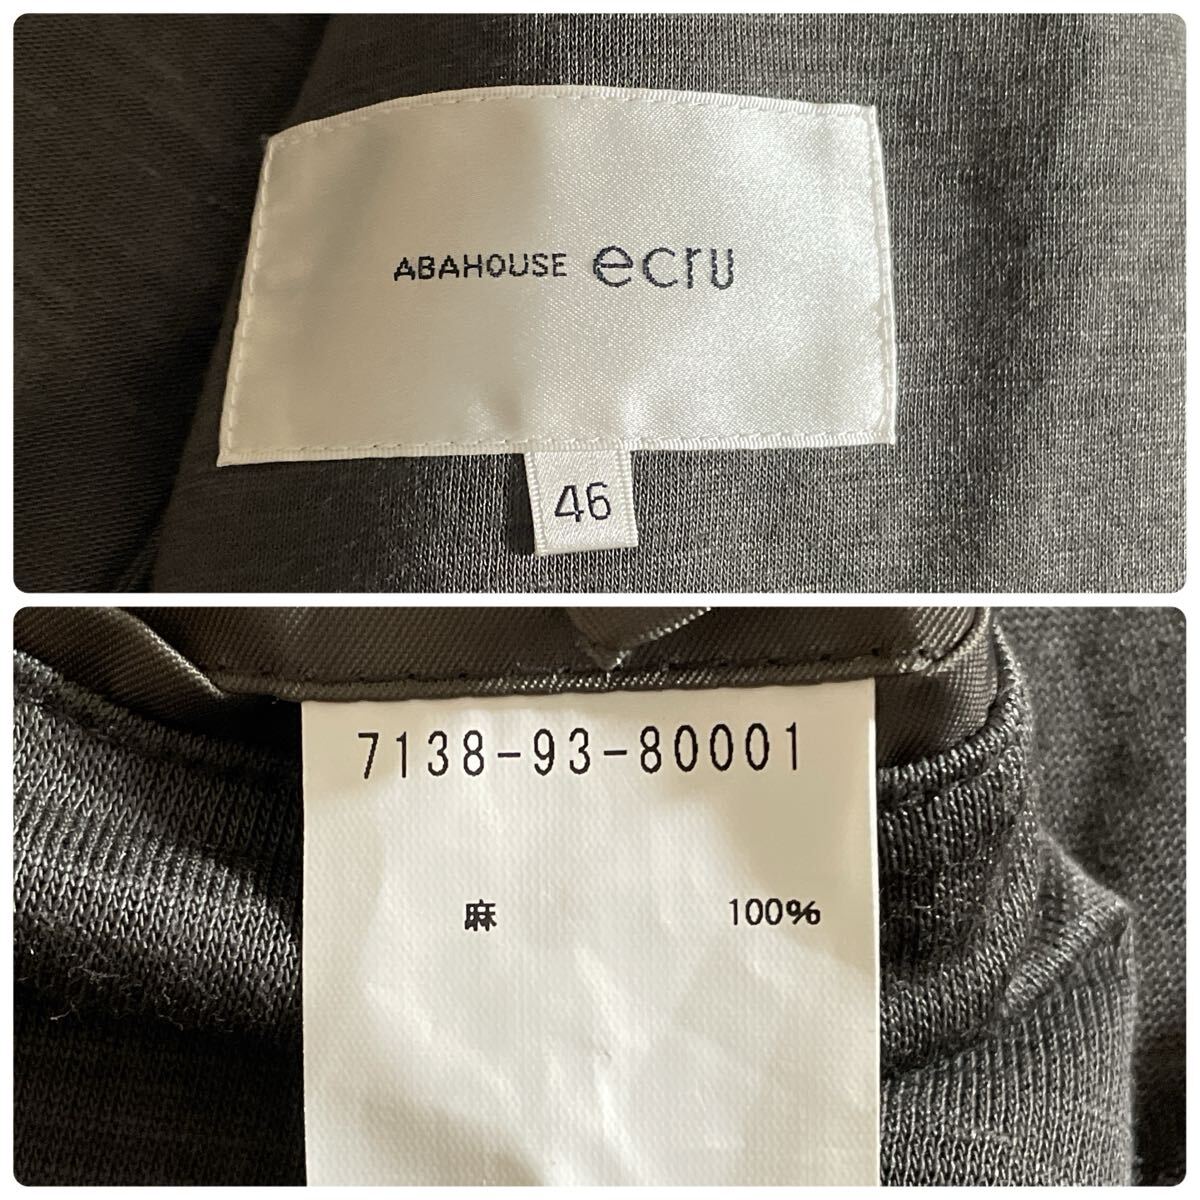 ABAHOUSE ecru
46
7138-93-80001
麻 100%